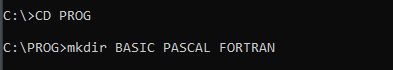 C:\>CD PROG
C:\PROG>mkdir BASIC PASCAL FORTRAN